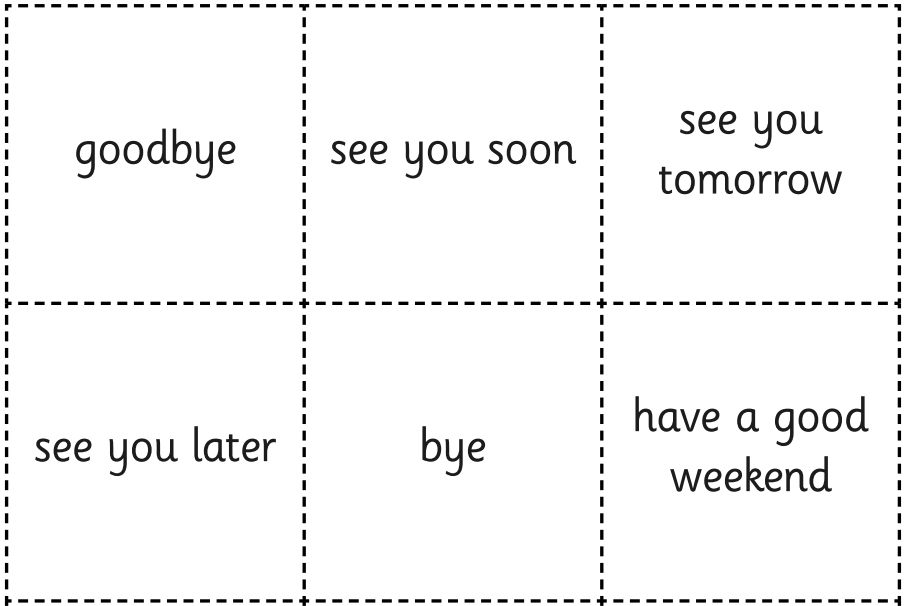 goodbye
see you soon
see you
tomorrow
see you later
bye
have a good
weekend